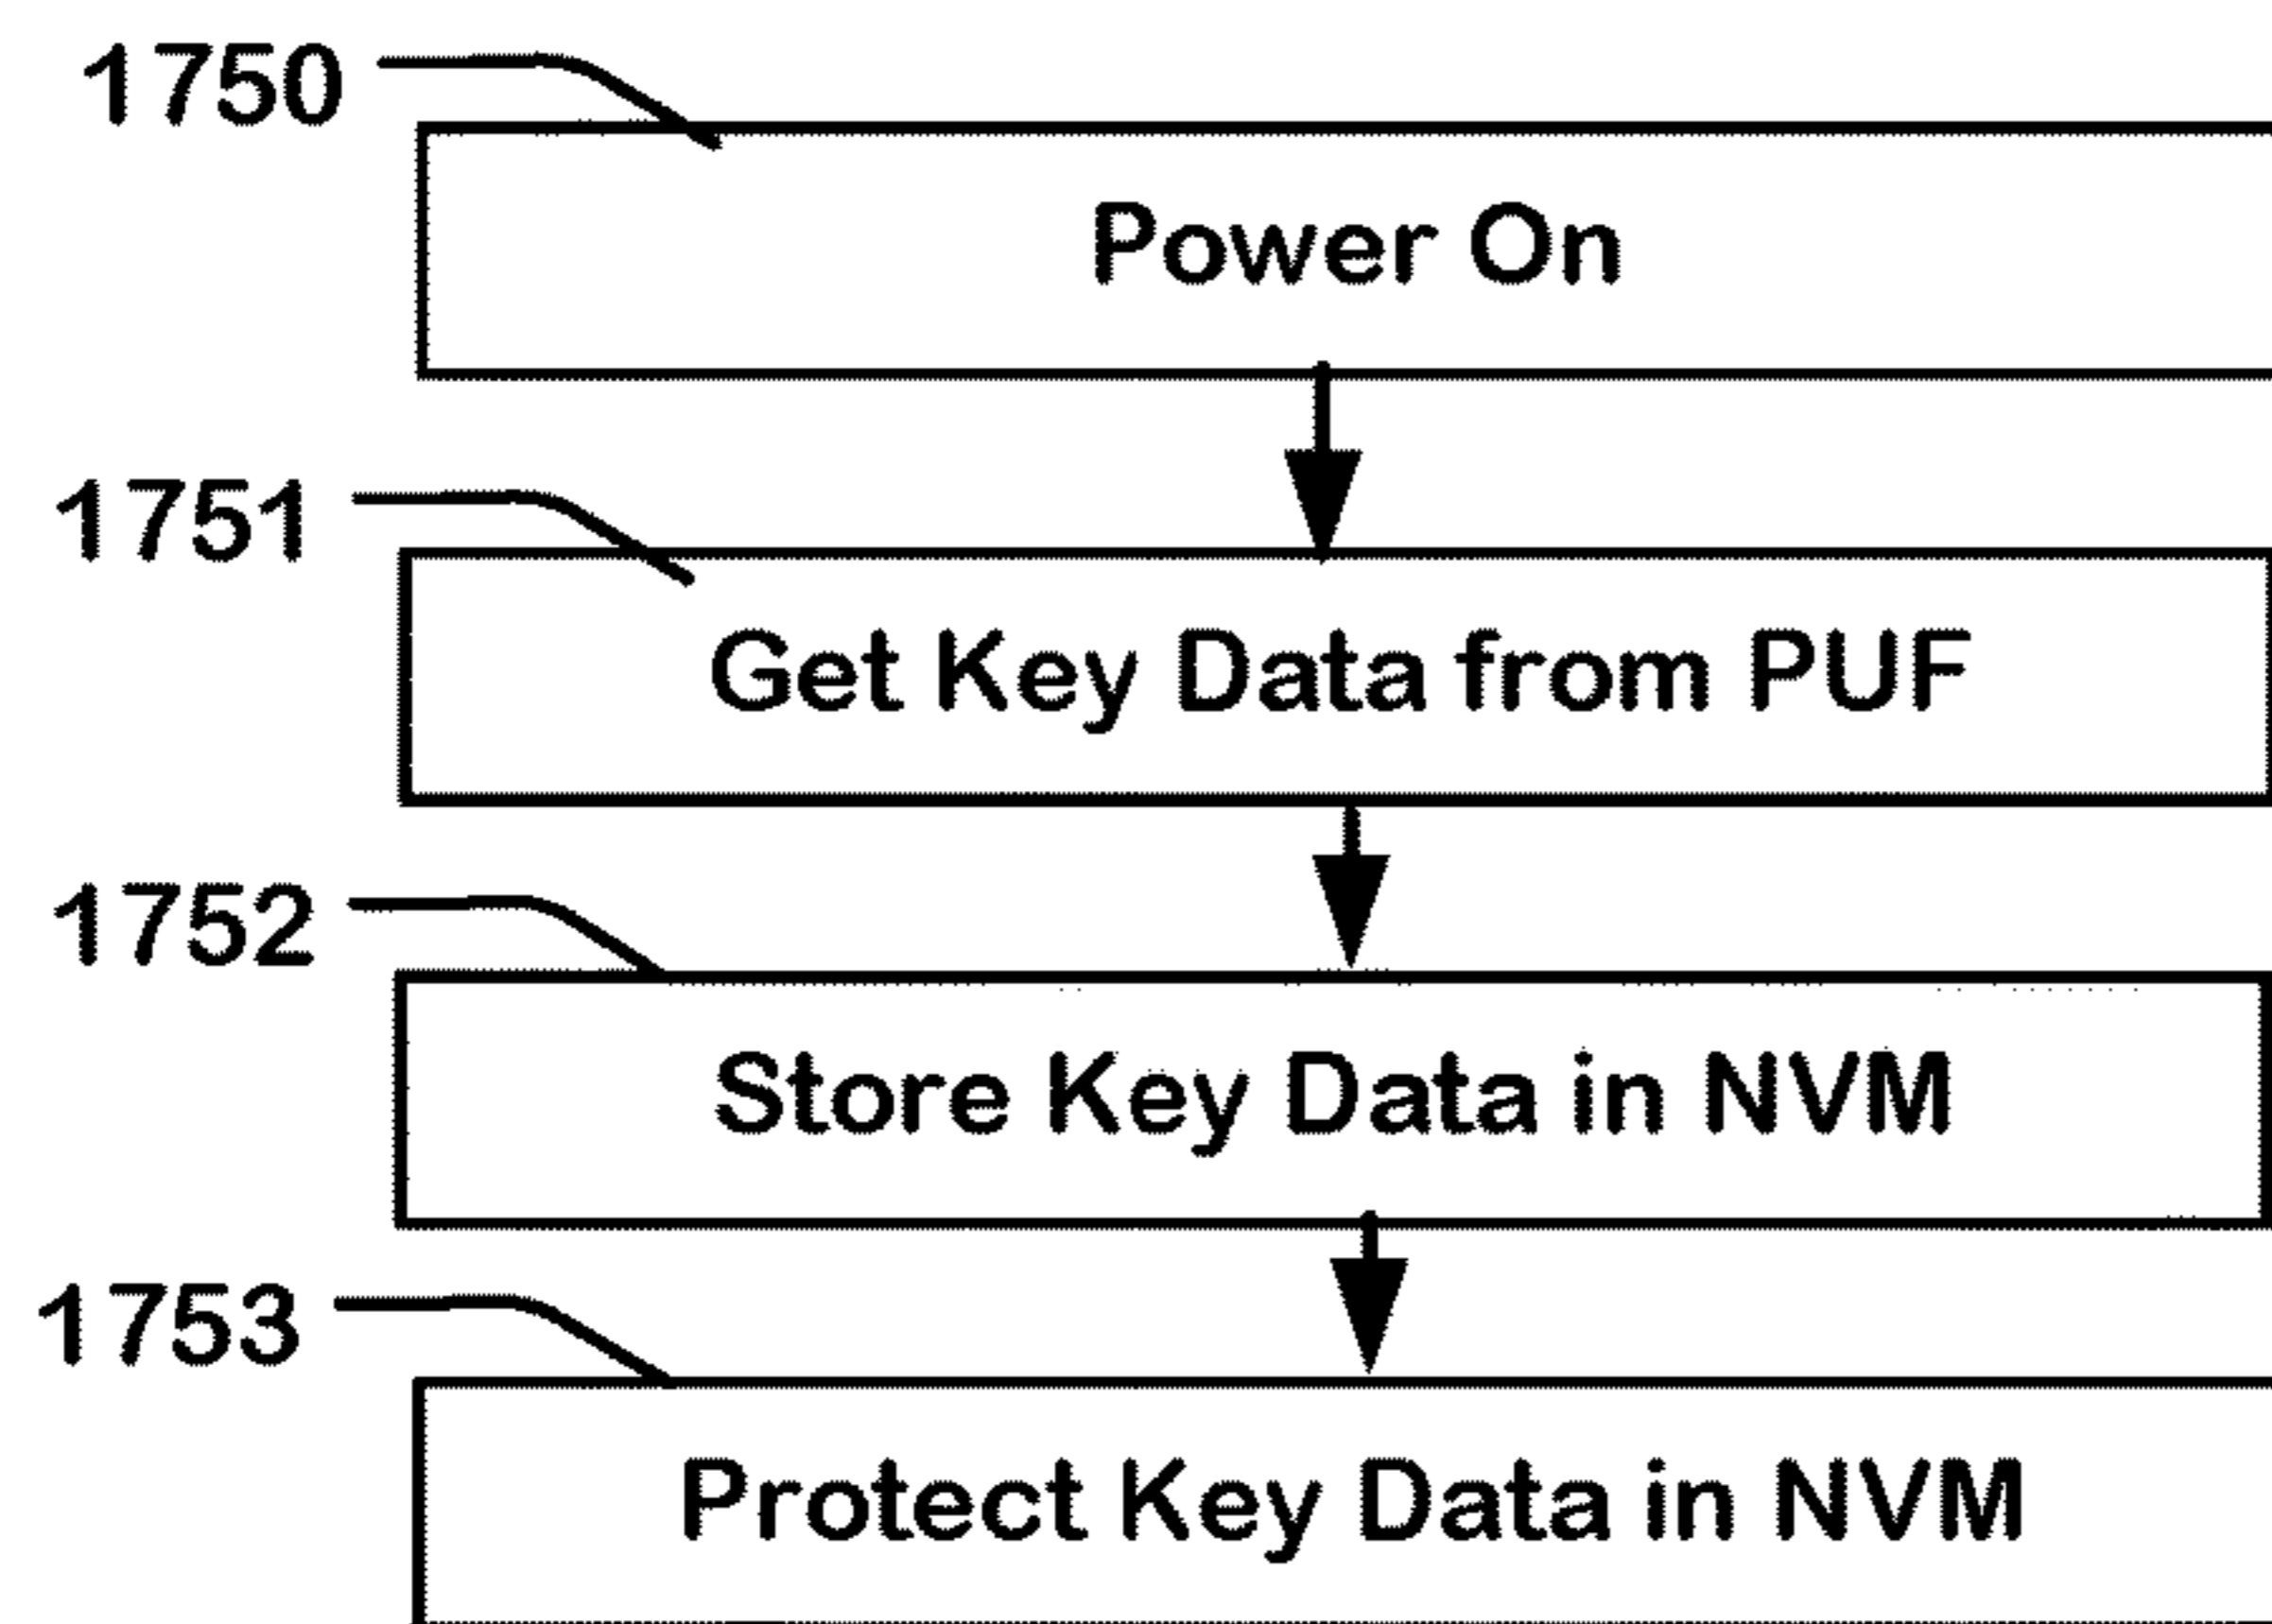 1750
Power On
1751
Get Key Data from PUF
1752
Store Key Data in NVM
1753
Protect Key Data in NVM